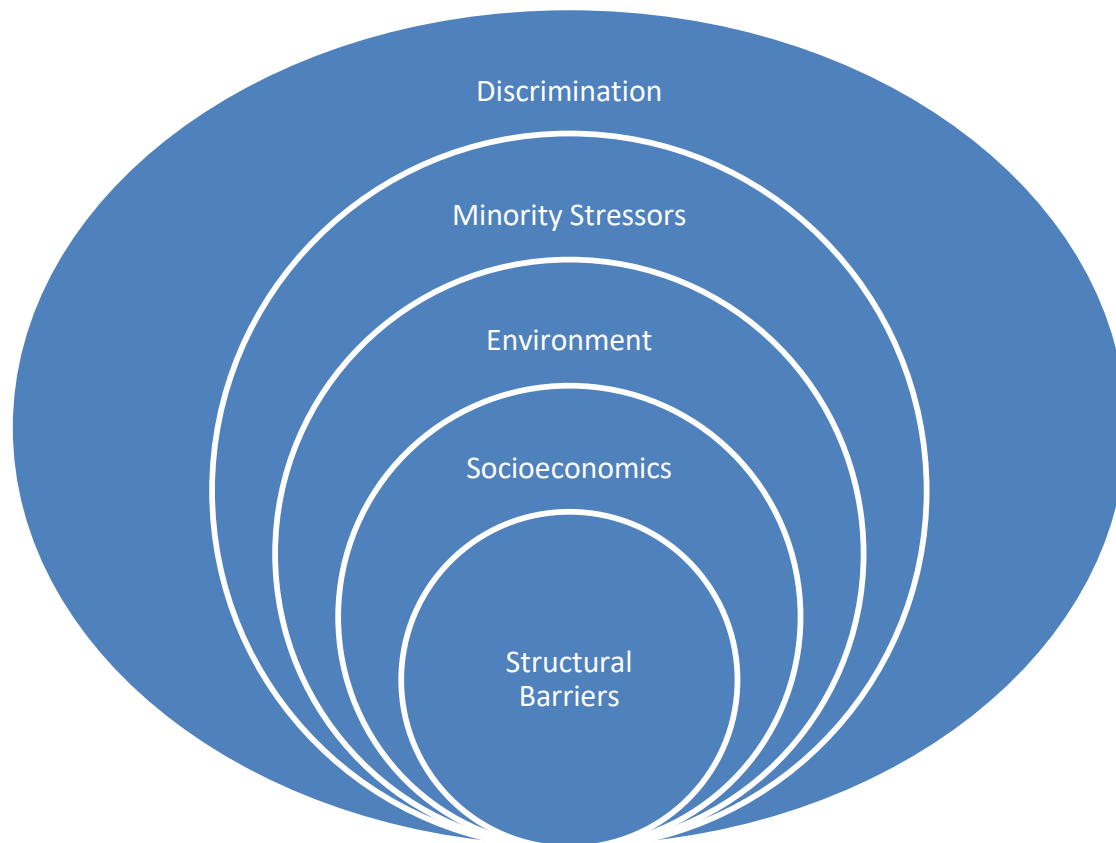 Discrimination
Minority Stressors
Environment
Socioeconomics
Structural
Barriers